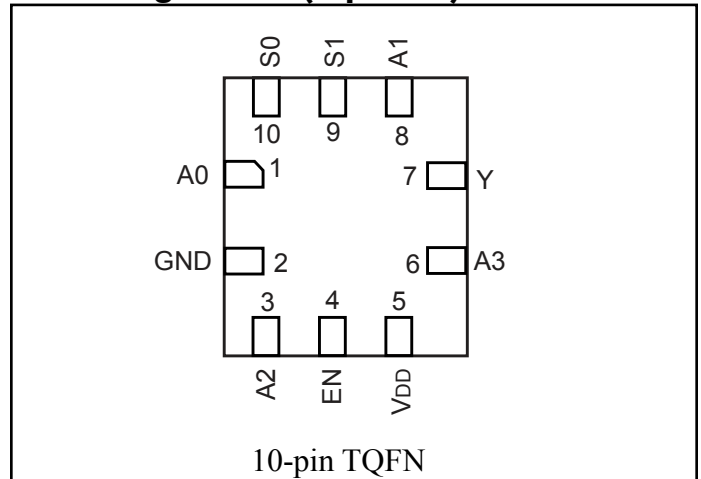 S0 S1 A1
10 9 8
A0 1 7 Y
GND 2 6 A3
3 4 5
A2 EN VDD
10-pin TQFN